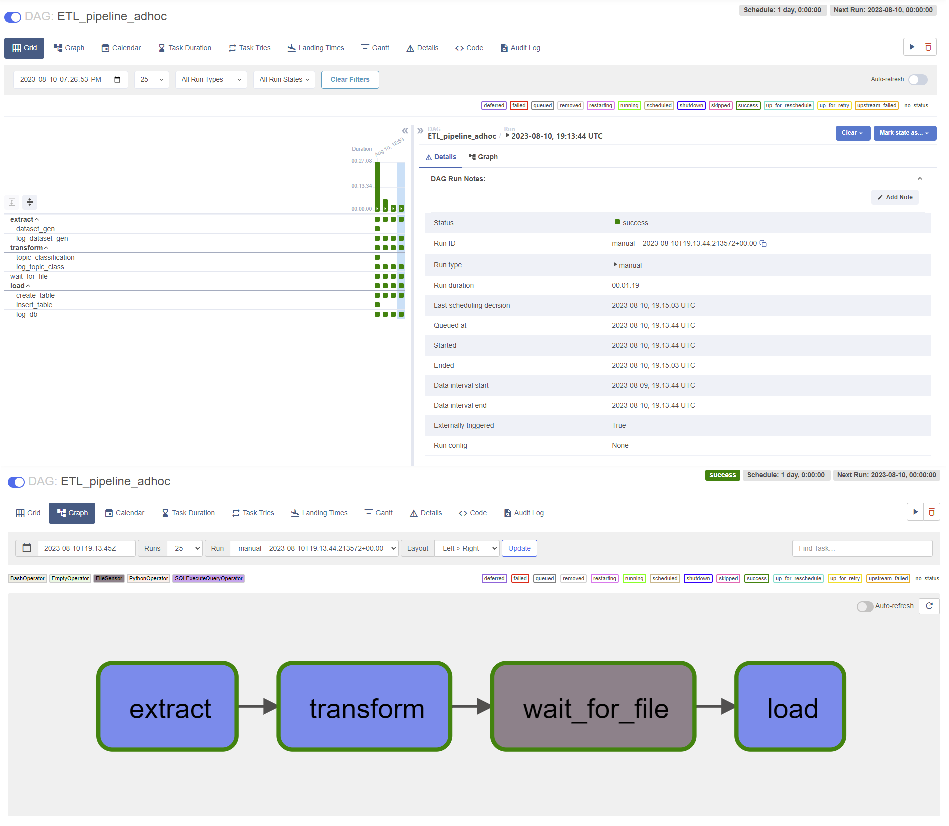 DAG: ETL_pipeline_adhoc
Schedule: 1 day, 0:00:00 Next Run: 2023-08-10, 00:00:00
Grid Graph Calendar Task Duration Task Tries Landing Times Gantt Details Code Audit Log
2023-08-10 07:26:53 PM 25 All Run Types All Run States Clear Filters Auto-refresh
deferred failed queued removed restarting running scheduled shutdown skipped success up_for_reschedule up_for_retry upstream_failed no_status
DAG Run
ETL_pipeline_adhoc / 2023-08-10, 19:13:44 UTC
Clear Mark state as...
Duration
00:13:34
00:00:00
Details Graph
DAG Run Notes:
Add Note
extract
dataset_gen
log_dataset_gen
transform
topic_classification
log_topic_class
wait_for_file
load
create_table
insert_table
log_db
Status success
Run ID manual__2023-08-10T19:13:44.213572+00:00
Run type manual
Run duration 00:01:19
Last scheduling decision 2023-08-10, 19:15:03 UTC
Queued at 2023-08-10, 19:13:44 UTC
Started 2023-08-10, 19:13:44 UTC
Ended 2023-08-10, 19:15:03 UTC
Data interval start 2023-08-09, 19:13:44 UTC
Data interval end 2023-08-10, 19:13:44 UTC
Externally triggered True
Run config None
DAG: ETL_pipeline_adhoc
success Schedule: 1 day, 0:00:00 Next Run: 2023-08-10, 00:00:00
Grid Graph Calendar Task Duration Task Tries Landing Times Gantt Details Code Audit Log
2023-08-10T19:13:45Z Runs 25 Run manual__2023-08-10T19:13:44.213572+00:00 Layout Left > Right Update Find Task...
BashOperator EmptyOperator FileSensor PythonOperator SQLExecuteQueryOperator
deferred failed queued removed restarting running scheduled shutdown skipped success up_for_reschedule up_for_retry upstream_failed no_status
Auto-refresh
extract transform wait_for_file load